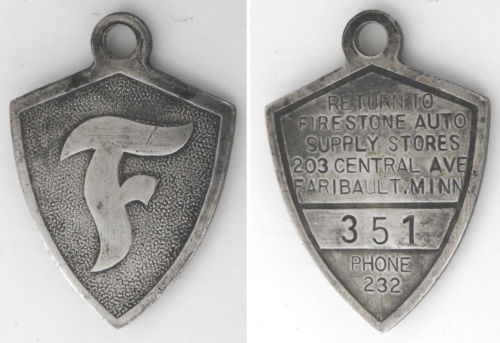 F
RETURN TO
FIRESTONE AUTO
SUPPLY STORES
203 CENTRAL AVE
FARIBAULT, MINN.
351
PHONE
232